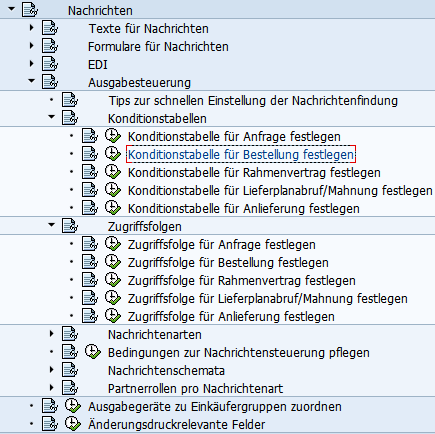 Nachrichten
Texte für Nachrichten
Formulare für Nachrichten
EDI
Ausgabesteuerung
Tips zur schnellen Einstellung der Nachrichtenfindung
Konditionstabellen
Konditionstabelle für Anfrage festlegen
Konditionstabelle für Bestellung festlegen
Konditionstabelle für Rahmenvertrag festlegen
Konditionstabelle für Lieferplanabruf/Mahnung festlegen
Konditionstabelle für Anlieferung festlegen
Zugriffsfolgen
Zugriffsfolge für Anfrage festlegen
Zugriffsfolge für Bestellung festlegen
Zugriffsfolge für Rahmenvertrag festlegen
Zugriffsfolge für Lieferplanabruf/Mahnung festlegen
Zugriffsfolge für Anlieferung festlegen
Nachrichtenarten
Bedingungen zur Nachrichtensteuerung pflegen
Nachrichtenschemata
Partnerrollen pro Nachrichtenart
Ausgabegeräte zu Einkäufergruppen zuordnen
Änderungsdruckrelevante Felder